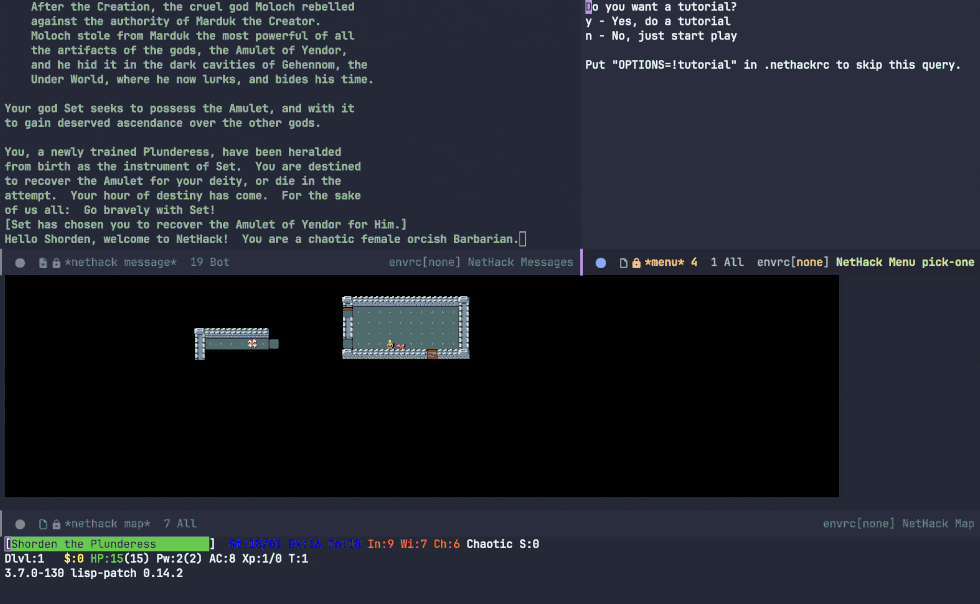 After the Creation, the cruel god Moloch rebelled
against the authority of Marduk the Creator.
Moloch stole from Marduk the most powerful of all
the artifacts of the gods, the Amulet of Yendor,
and he hid it in the dark cavities of Gehennom, the
Under World, where he now lurks, and bides his time.
Your god Set seeks to possess the Amulet, and with it
to gain deserved ascendance over the other gods.
You, a newly trained Plunderess, have been heralded
from birth as the instrument of Set.  You are destined
to recover the Amulet for your deity, or die in the
attempt.  Your hour of destiny has come.  For the sake
of us all:  Go bravely with Set!
[Set has chosen you to recover the Amulet of Yendor for Him.]
Hello Shorden, welcome to NetHack!  You are a chaotic female orcish Barbarian.
*nethack message*  19 Bot envrc[none] NetHack Messages
Do you want a tutorial?
y - Yes, do a tutorial
n - No, just start play
Put "OPTIONS=!tutorial" in .nethackrc to skip this query.
*menu* 4  1 All  envrc[none] NetHack Menu pick-one
*nethack map*  7 All envrc[none] NetHack Map
[Shorden the Plunderess ] In:9 Wi:7 Ch:6 Chaotic S:0
Dlvl:1 $:0 HP:15(15) Pw:2(2) AC:8 Xp:1/0 T:1
3.7.0-130 lisp-patch 0.14.2